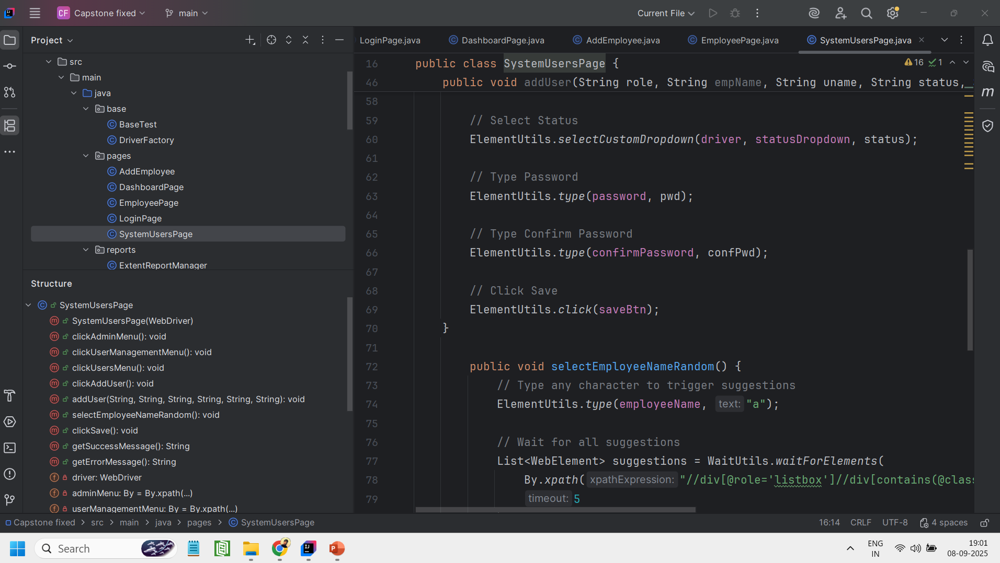 CF Capstone fixed main Current File
Project
LoginPage.java DashboardPage.java AddEmployee.java EmployeePage.java SystemUsersPage.java
src
main
java
base
BaseTest
DriverFactory
pages
AddEmployee
DashboardPage
EmployeePage
LoginPage
SystemUsersPage
reports
ExtentReportManager
Structure
SystemUsersPage
SystemUsersPage(WebDriver)
clickAdminMenu(): void
clickUserManagementMenu(): void
clickUsersMenu(): void
clickAddUser(): void
addUser(String, String, String, String, String, String): void
selectEmployeeNameRandom(): void
clickSave(): void
getSuccessMessage(): String
getErrorMessage(): String
driver: WebDriver
adminMenu: By = By.xpath(...)
userManagementMenu: By = By.xpath(...)
16 public class SystemUsersPage { 16 1
46 public void addUser(String role, String empName, String uname, String status,
58
59 // Select Status
60 ElementUtils.selectCustomDropdown(driver, statusDropdown, status);
61
62 // Type Password
63 ElementUtils.type(password, pwd);
64
65 // Type Confirm Password
66 ElementUtils.type(confirmPassword, confPwd);
67
68 // Click Save
69 ElementUtils.click(saveBtn);
70 }
71
72 public void selectEmployeeNameRandom() {
73 // Type any character to trigger suggestions
74 ElementUtils.type(employeeName, text: "a");
75
76 // Wait for all suggestions
77 List<WebElement> suggestions = WaitUtils.waitForElements(
78 By.xpath( xpathExpression: "//div[@role='listbox']//div[contains(@class
79 timeout: 5
Capstone fixed > src > main > java > pages > SystemUsersPage 16:14 CRLF UTF-8 4 spaces
Search
ENG
IN
19:01
08-09-2025